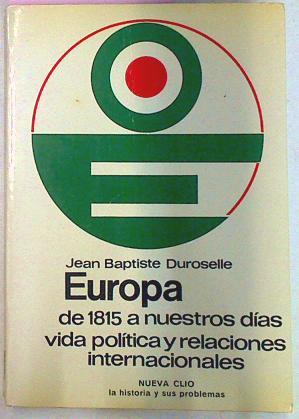 Jean Baptiste Duroselle
Europa
de 1815 a nuestros días
vida política y relaciones
internacionales
NUEVA CLIO
la historia y sus problemas